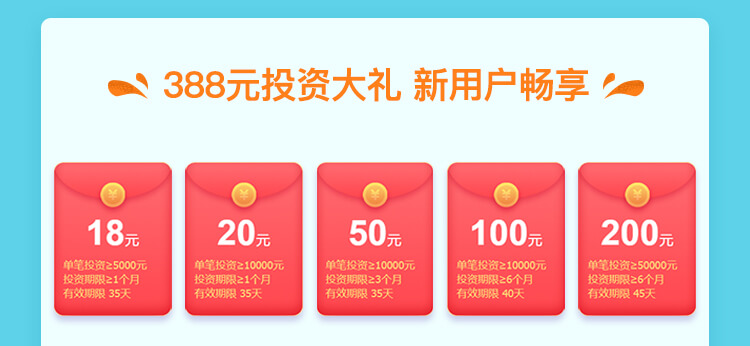 388元投资大礼 新用户畅享
18元
单笔投资≥5000元
投资期限≥1个月
有效期限 35天
20元
单笔投资≥10000元
投资期限≥1个月
有效期限 35天
50元
单笔投资≥10000元
投资期限≥3个月
有效期限 35天
100元
单笔投资≥10000元
投资期限≥6个月
有效期限 40天
200元
单笔投资≥50000元
投资期限≥6个月
有效期限 45天